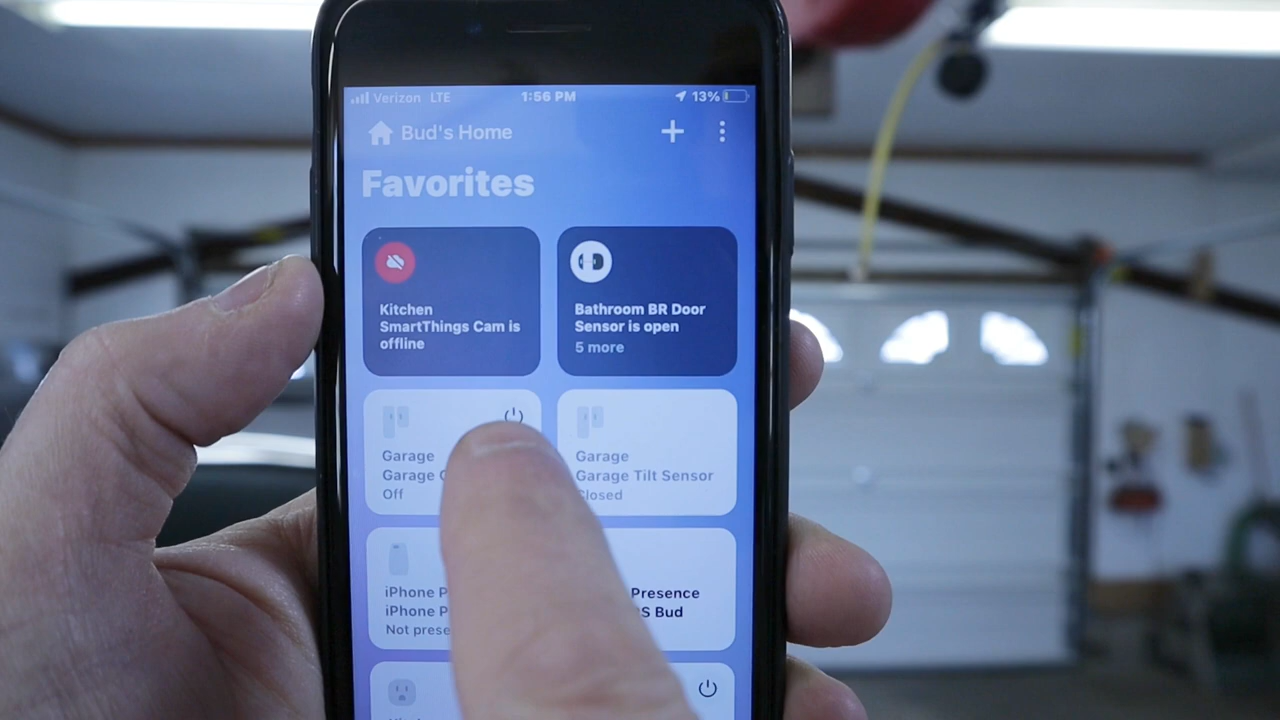 Verizon LTE
1:56 PM
13%
Bud's Home
Favorites
Kitchen
SmartThings Cam is
offline
Bathroom BR Door
Sensor is open
5 more
Garage
Garage
Off
Garage
Garage Tilt Sensor
Closed
iPhone
iPhone
Not
Presence
Bud